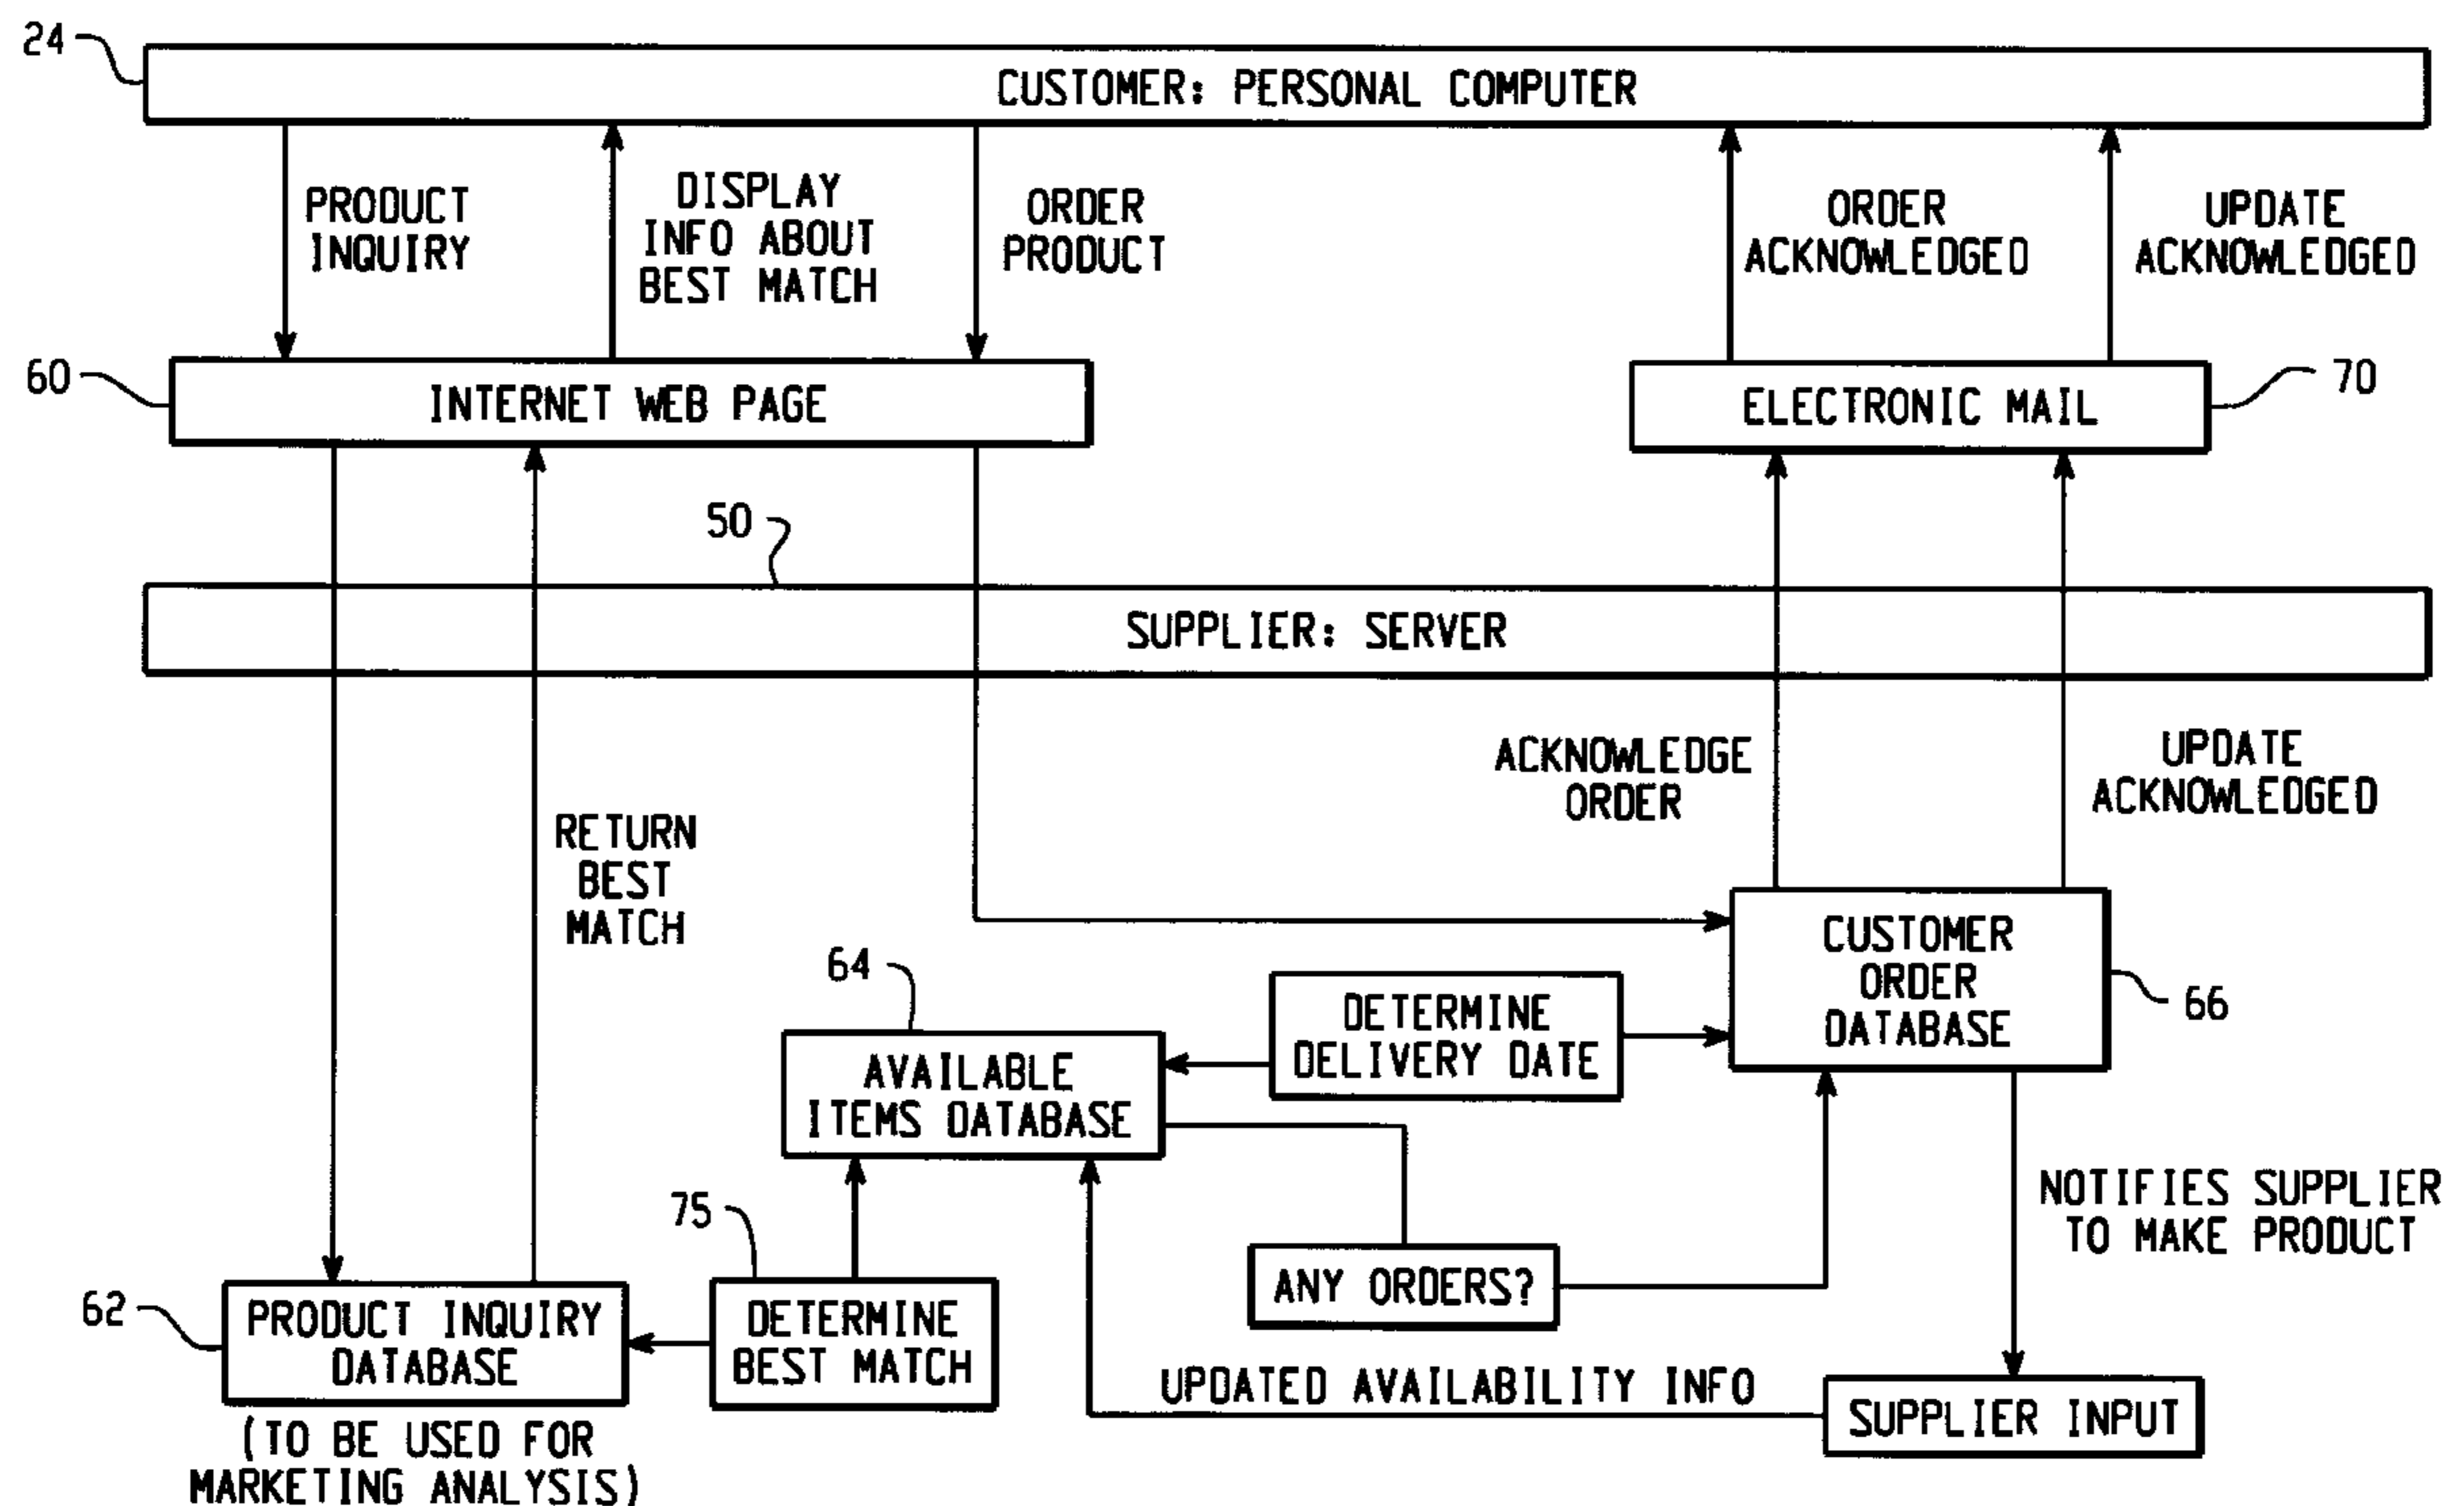 24
CUSTOMER: PERSONAL COMPUTER
PRODUCT
INQUIRY
DISPLAY
INFO ABOUT
BEST MATCH
ORDER
PRODUCT
ORDER
ACKNOWLEDGED
UPDATE
ACKNOWLEDGED
60
INTERNET WEB PAGE
ELECTRONIC MAIL
70
50
SUPPLIER: SERVER
ACKNOWLEDGE
ORDER
UPDATE
ACKNOWLEDGED
RETURN
BEST
MATCH
CUSTOMER
ORDER
DATABASE
66
64
AVAILABLE
ITEMS DATABASE
DETERMINE
DELIVERY DATE
NOTIFIES SUPPLIER
TO MAKE PRODUCT
75
ANY ORDERS?
62
PRODUCT INQUIRY
DATABASE
DETERMINE
BEST MATCH
UPDATED AVAILABILITY INFO
SUPPLIER INPUT
(TO BE USED FOR
MARKETING ANALYSIS)